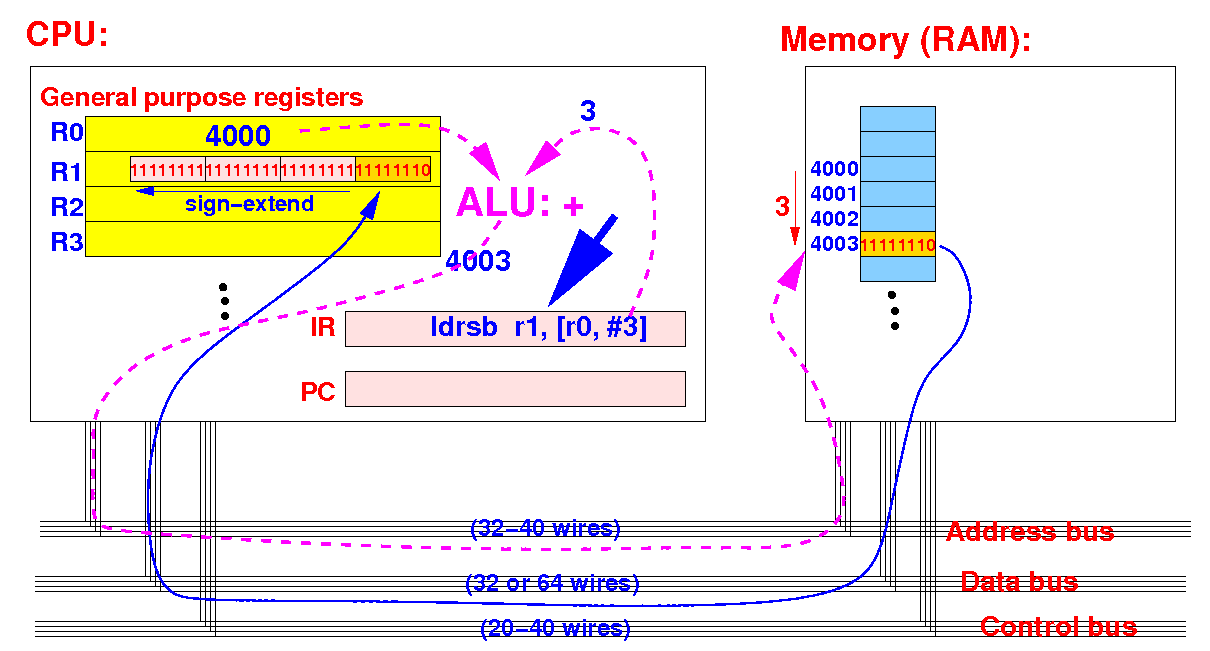 CPU:
Memory (RAM):
General purpose registers
3
R0
4000
R1
11111111 11111111 11111111 11111110
R2
sign-extend
ALU: +
R3
4003
IR
ldrsb r1, [r0, #3]
PC
4000
4001
3
4002
4003
11111110
(32-40 wires)
Address bus
(32 or 64 wires)
Data bus
(20-40 wires)
Control bus